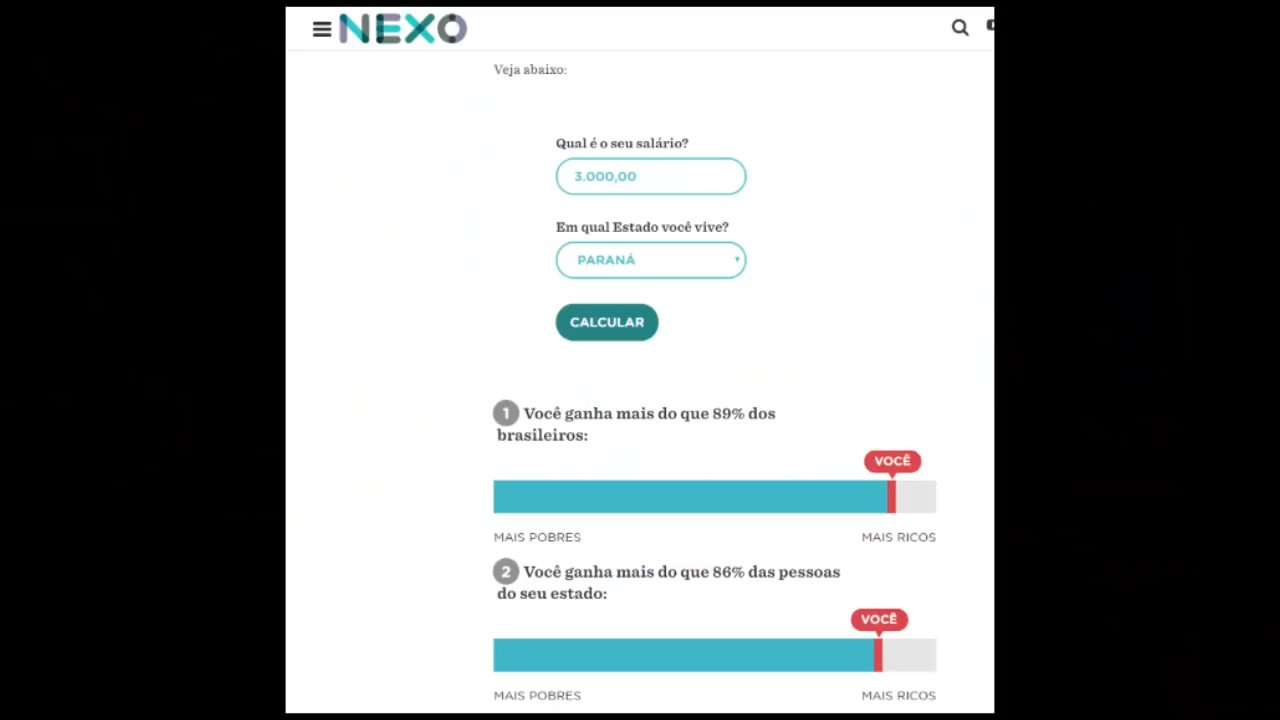 NEXO
Veja abaixo:
Qual é o seu salário?
3.000,00
Em qual Estado você vive?
PARANÁ
CALCULAR
1 Você ganha mais do que 89% dos
brasileiros:
VOCÊ
MAIS POBRES MAIS RICOS
2 Você ganha mais do que 86% das pessoas
do seu estado:
VOCÊ
MAIS POBRES MAIS RICOS